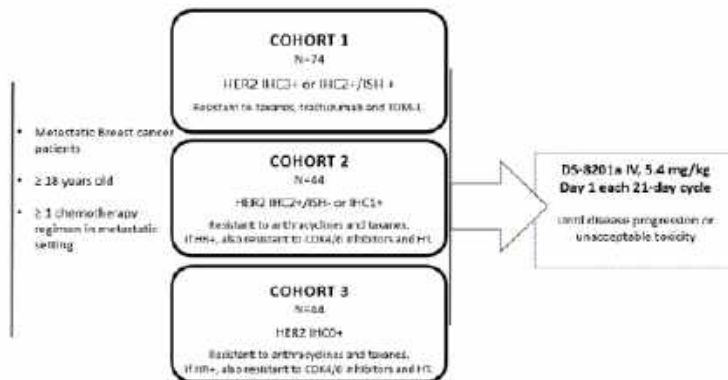 COHORT 1
N=74
HER2 IHC3+ or IHC2+/ISH +
Resistant to taxanes, trastuzumab and TDM-1.
• Metastatic Breast cancer
patients
• ≥ 18 years old
• ≥ 1 chemotherapy
regimen in metastatic
setting
COHORT 2
N=44
HER2 IHC2+/ISH- or IHC1+
Resistant to anthracyclines and taxanes.
If HR+, also resistant to CDK4/6 inhibitors and HT.
COHORT 3
N=44
HER2 IHC0+
Resistant to anthracyclines and taxanes.
If HR+, also resistant to CDK4/6 inhibitors and HT.
DS-8201a IV, 5.4 mg/kg
Day 1 each 21-day cycle
Until disease progression or
unacceptable toxicity